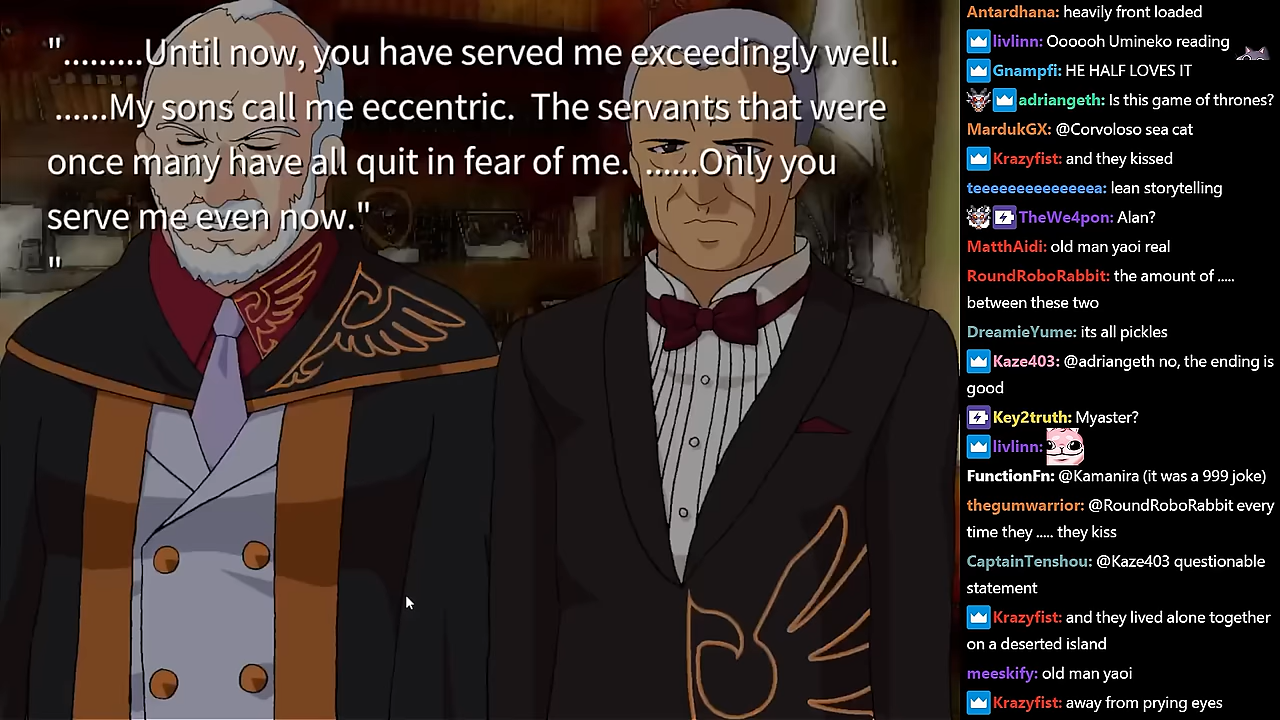 ".........Until now, you have served me exceedingly well.
......My sons call me eccentric.  The servants that were
once many have all quit in fear of me.  ......Only you
serve me even now."
"
Antardhana: heavily front loaded
livlinn: Oooooh Umineko reading
Gnampfi: HE HALF LOVES IT
adriangeth: Is this game of thrones?
MardukGX: @Corvoloso sea cat
Krazyfist: and they kissed
teeeeeeeeeeeeea: lean storytelling
TheWe4pon: Alan?
MatthAidi: old man yaoi real
RoundRoboRabbit: the amount of .....
between these two
DreamieYume: its all pickles
Kaze403: @adriangeth no, the ending is
good
Key2truth: Myaster?
livlinn:
FunctionFn: @Kamanira (it was a 999 joke)
thegumwarrior: @RoundRoboRabbit every
time they ..... they kiss
CaptainTenshou: @Kaze403 questionable
statement
Krazyfist: and they lived alone together
on a deserted island
meeskify: old man yaoi
Krazyfist: away from prying eyes